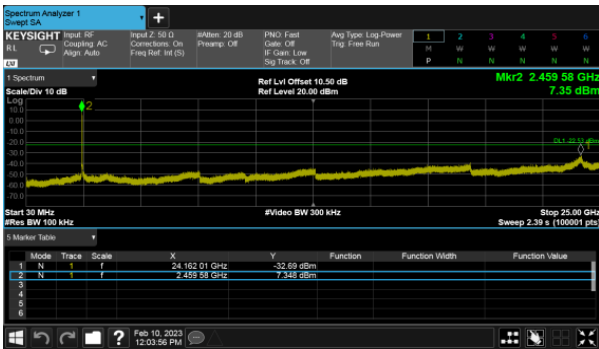 Spectrum Analyzer 1
Swept SA
KEYSIGHT Input: RF Input Z: 50 Ω #Atten: 20 dB PNO: Fast Avg Type: Log-Power 1 2 3 4 5 6
RL Coupling: AC Corrections: On Preamp: Off Gate: Off Trig: Free Run M W W W W W
Align: Auto Freq Ref: Int (S) IF Gain: Low P N N N N N
LXI Sig Track: Off
1 Spectrum Ref Lvl Offset 10.50 dB Mkr2 2.459 58 GHz
Scale/Div 10 dB Ref Level 20.00 dBm 7.35 dBm
Log
10.0 2
0.00
-10.0
-20.0 DL1 -22.53 dBm
-30.0 1
-40.0
-50.0
-60.0
-70.0
Start 30 MHz #Video BW 300 kHz Stop 25.00 GHz
#Res BW 100 kHz Sweep 2.39 s (100001 pts)
5 Marker Table
Mode Trace Scale X Y Function Function Width Function Value
1 N 1 f 24.162 01 GHz -32.69 dBm
2 N 1 f 2.459 58 GHz 7.348 dBm
3
4
5
6
? Feb 10, 2023
12:03:56 PM